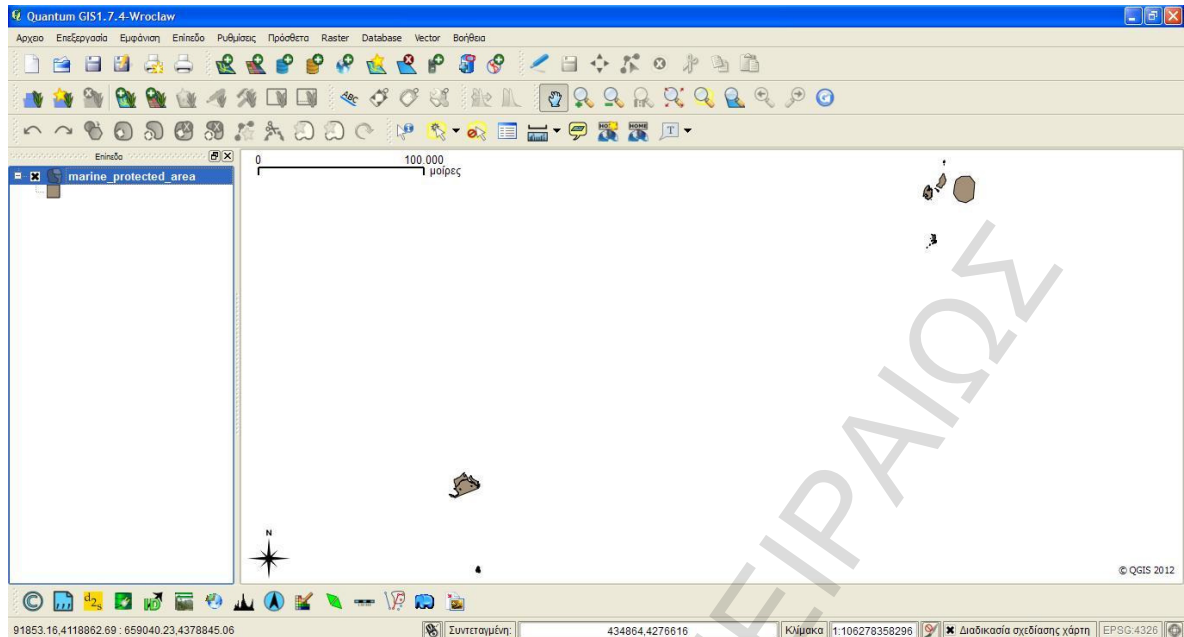 Quantum GIS1.7.4-Wroclaw
Αρχειο Επεξεργασία Εμφάνιση Επίπεδο Ρυθμίσεις Πρόσθετα Raster Database Vector Βοήθεια
Επίπεδα
marine_protected_area
0 100.000
μοίρες
N
© QGIS 2012
ΠΕΙΡΑΙΩΣ
91853.16,4118862.69 : 659040.23,4378845.06 Συντεταγμένη: 434864,4276616 Κλίμακα 1:106278358296 Διαδικασία σχεδίασης χάρτη EPSG:4326